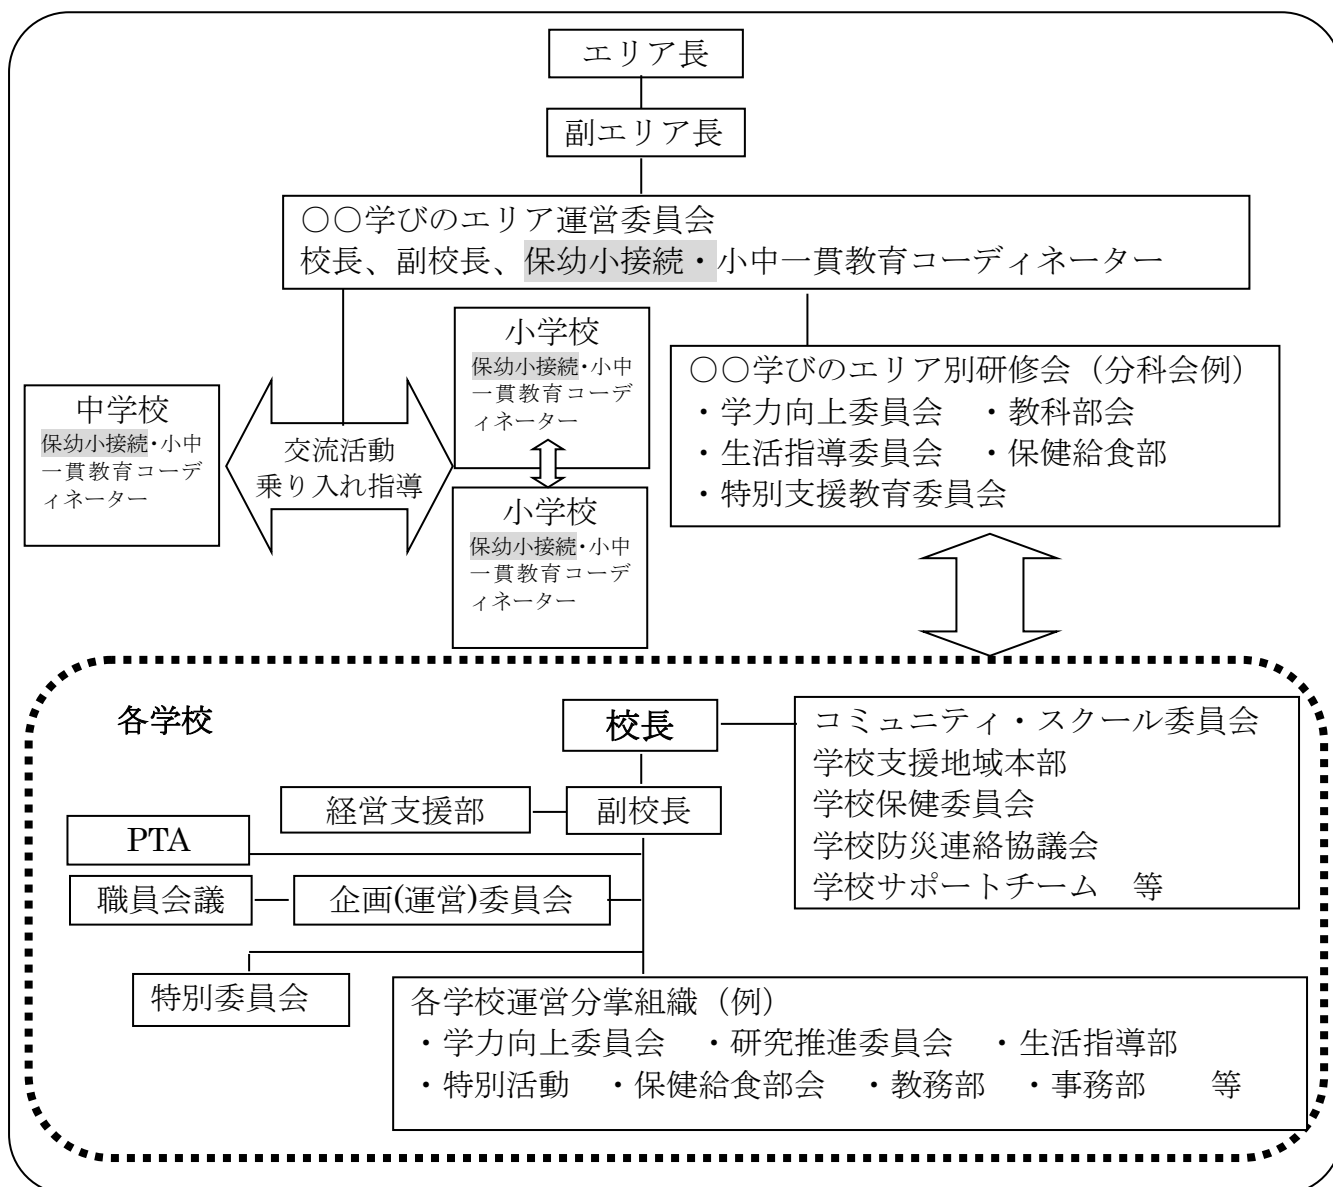 エリア長
副エリア長
〇〇学びのエリア運営委員会
校長、副校長、保幼小接続・小中一貫教育コーディネーター
小学校
保幼小接続・小中
一貫教育コーデ
ィネーター
中学校
保幼小接続・小中
一貫教育コーデ
ィネーター
交流活動
乗り入れ指導
小学校
保幼小接続・小中
一貫教育コーデ
ィネーター
〇〇学びのエリア別研修会（分科会例）
・学力向上委員会　・教科部会
・生活指導委員会　・保健給食部
・特別支援教育委員会
各学校
校長
コミュニティ・スクール委員会
学校支援地域本部
学校保健委員会
学校防災連絡協議会
学校サポートチーム　等
経営支援部
副校長
PTA
職員会議
企画(運営)委員会
特別委員会
各学校運営分掌組織（例）
・学力向上委員会　・研究推進委員会　・生活指導部
・特別活動　・保健給食部会　・教務部　・事務部　　等